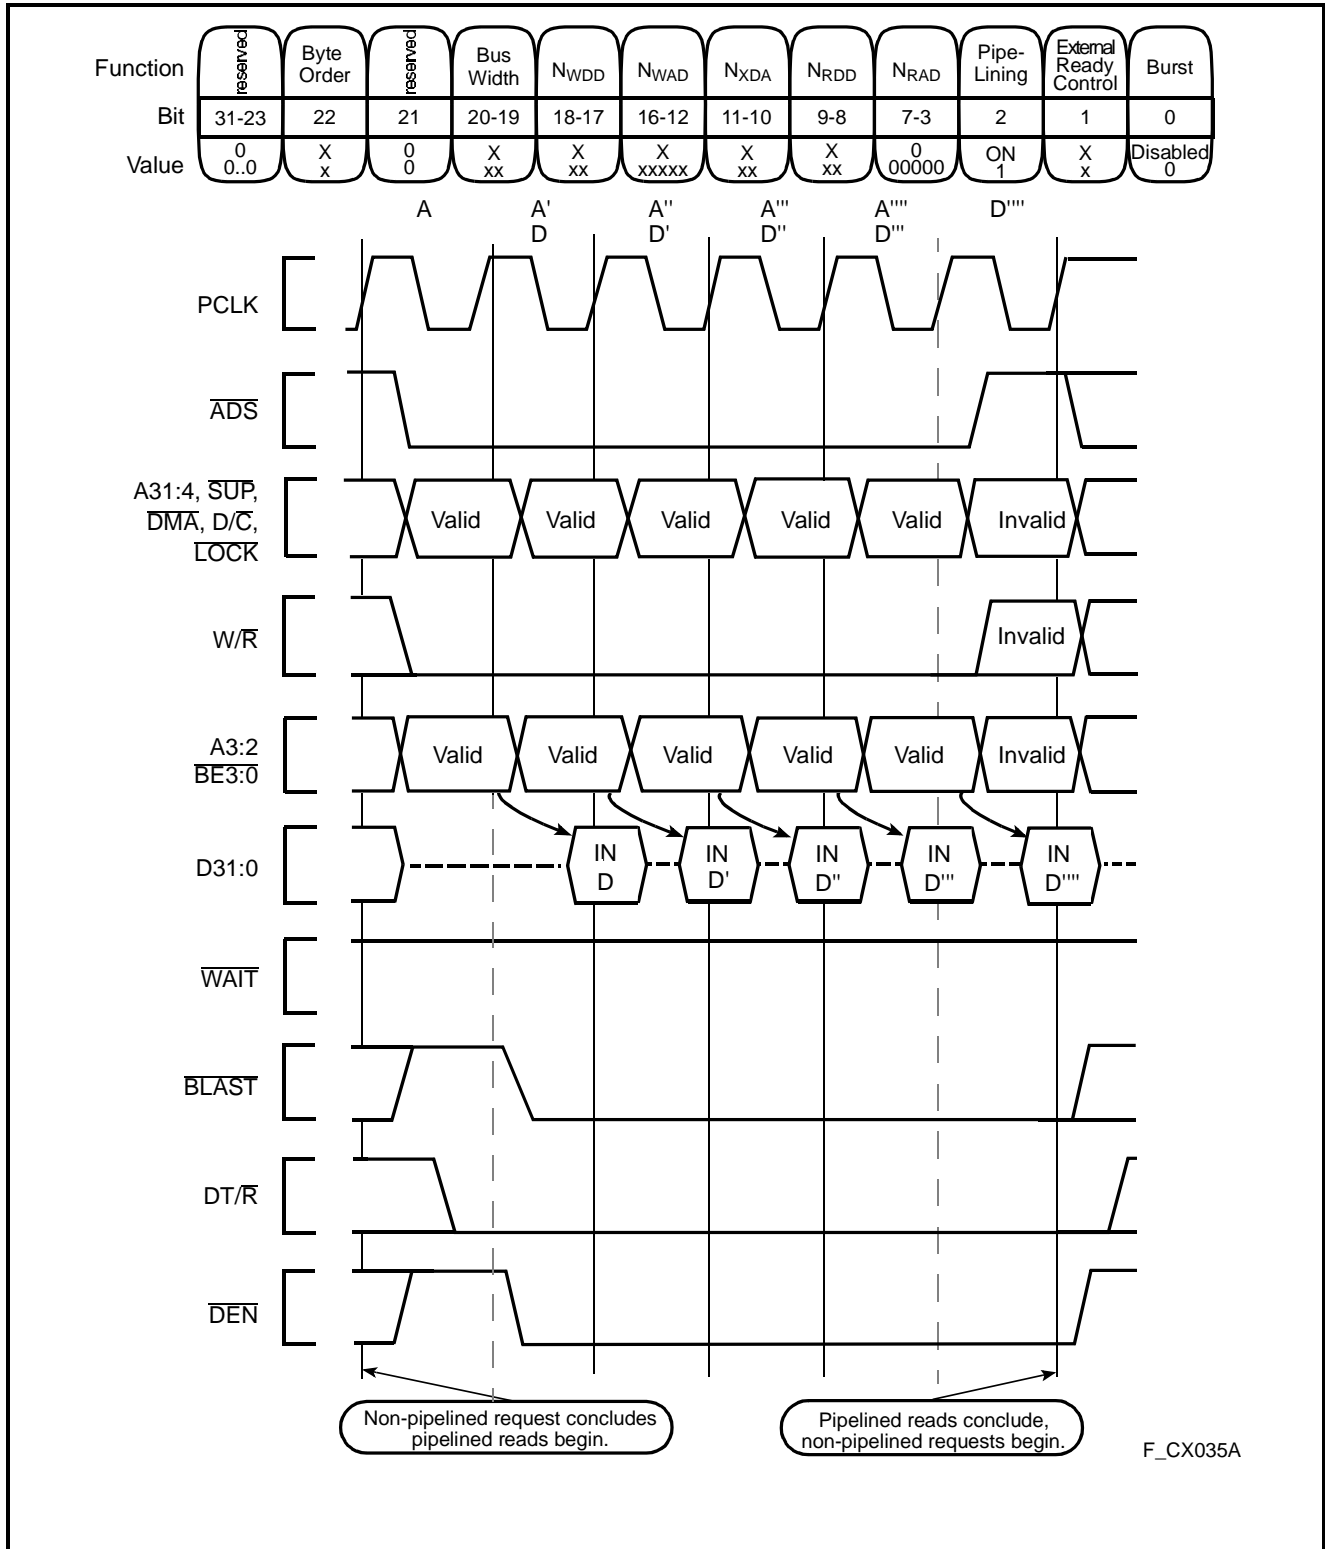 Function reserved Byte Order reserved Bus Width NWDD NWAD NXDA NRDD NRAD Pipe-Lining External Ready Control Burst
Bit 31-23 22 21 20-19 18-17 16-12 11-10 9-8 7-3 2 1 0
Value 0 0..0 X x 0 0 X xx X xx X xxxxx X xx X xx 0 00000 ON 1 X x Disabled 0
A A' A'' A''' A'''' D''''
D D' D'' D'''
PCLK
ADS
A31:4, SUP,
DMA, D/C,
LOCK
Valid Valid Valid Valid Valid Invalid
W/R Invalid
A3:2
BE3:0
Valid Valid Valid Valid Valid Invalid
D31:0
IN IN IN IN IN
D D' D'' D''' D''''
WAIT
BLAST
DT/R
DEN
Non-pipelined request concludes
pipelined reads begin.
Pipelined reads conclude,
non-pipelined requests begin.
F_CX035A